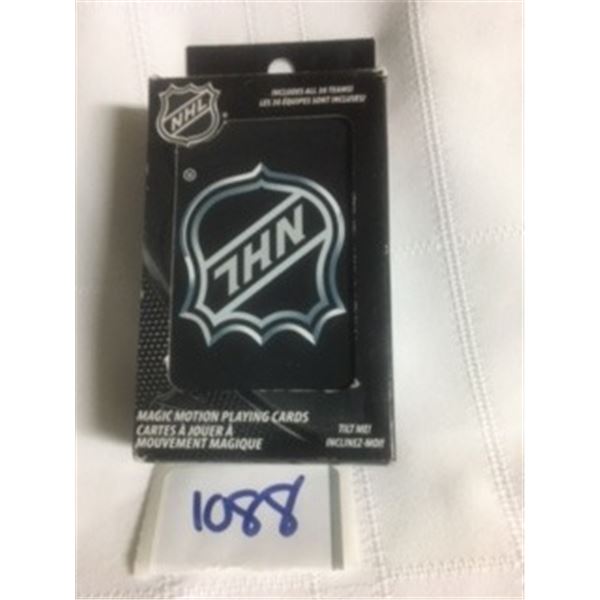 NHL
INCLUDES ALL 30 TEAMS!
LES 30 ÉQUIPES SONT INCLUSES!
NHL
MAGIC MOTION PLAYING CARDS
CARTES À JOUER À
MOUVEMENT MAGIQUE
TILT ME!
INCLINEZ-MOI!
1088